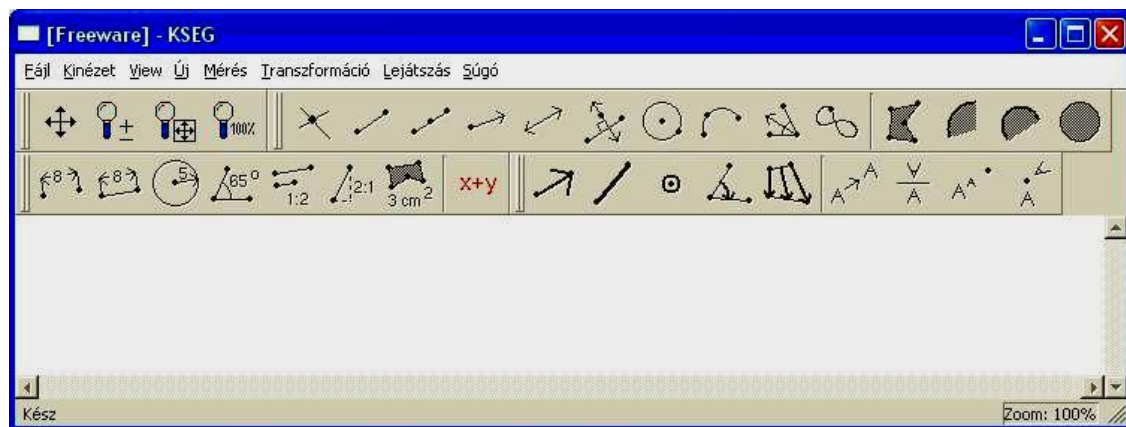 [Freeware] - KSEG
Fájl Kinézet View Új Mérés Transzformáció Lejátszás Súgó
± 100%
8 8 5 65° 1:2 2:1 3 cm² x+y A A A A A A A
Kész Zoom: 100%